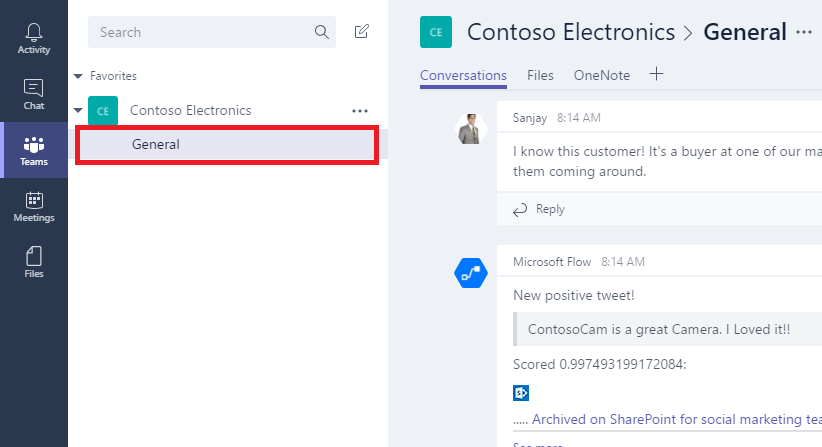 Activity
Chat
Teams
Meetings
Files
Search
Favorites
CE Contoso Electronics ...
General
CE Contoso Electronics > General ...
Conversations Files OneNote +
Sanjay 8:14 AM
I know this customer! It's a buyer at one of our ma
them coming around.
Reply
Microsoft Flow 8:14 AM
New positive tweet!
ContosoCam is a great Camera. I Loved it!!
Scored 0.997493199172084:
..... Archived on SharePoint for social marketing tea
See more